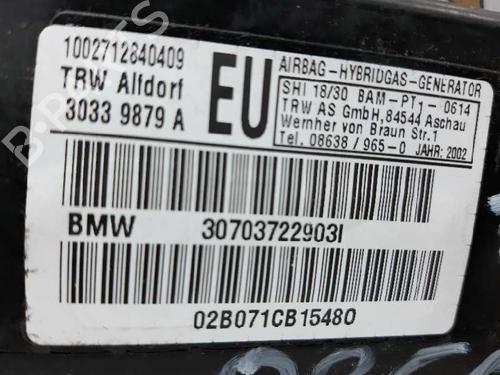 1002712840409
TRW Alfdorf
3033 9879 A
EU
AIRBAG-HYBRIDGAS-GENERATOR
SHI 18/30 BAM-PT1-0614
TRW AS GmbH,84544 Aschau
Wernher von Braun Str.1
Tel. 08638/965-0 JAHR: 2002
BMW 30703722903I
02B071CB15480